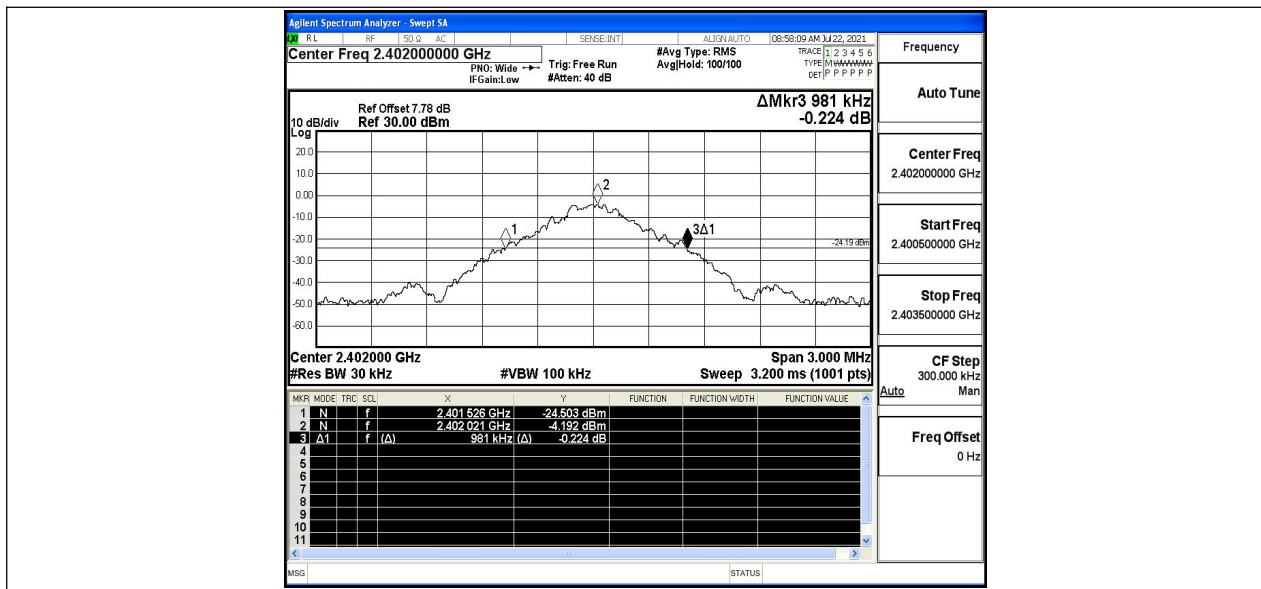 Agilent Spectrum Analyzer - Swept SA
LXI RL RF 50 Ω AC SENSE:INT ALIGN AUTO 08:58:09 AM Jul 22, 2021
Center Freq 2.402000000 GHz
PNO: Wide
IFGain:Low
Trig: Free Run
#Atten: 40 dB
#Avg Type: RMS
Avg|Hold: 100/100
TRACE 1 2 3 4 5 6
TYPE M W W W W W
DET P P P P P P
Ref Offset 7.78 dB
10 dB/div Ref 30.00 dBm
Log
ΔMkr3 981 kHz
-0.224 dB
20.0
10.0
0.00
-10.0
-20.0
-30.0
-40.0
-50.0
-60.0
1
2
3Δ1
-24.19 dBm
Center 2.402000 GHz Span 3.000 MHz
#Res BW 30 kHz #VBW 100 kHz Sweep 3.200 ms (1001 pts)
MKR MODE TRC SCL X Y FUNCTION FUNCTION WIDTH FUNCTION VALUE
1 N f 2.401 526 GHz -24.503 dBm
2 N f 2.402 021 GHz -4.192 dBm
3 Δ1 f (Δ) 981 kHz (Δ) -0.224 dB
4
5
6
7
8
9
10
11
MSG STATUS
Frequency
Auto Tune
Center Freq
2.402000000 GHz
Start Freq
2.400500000 GHz
Stop Freq
2.403500000 GHz
CF Step
300.000 kHz
Auto Man
Freq Offset
0 Hz